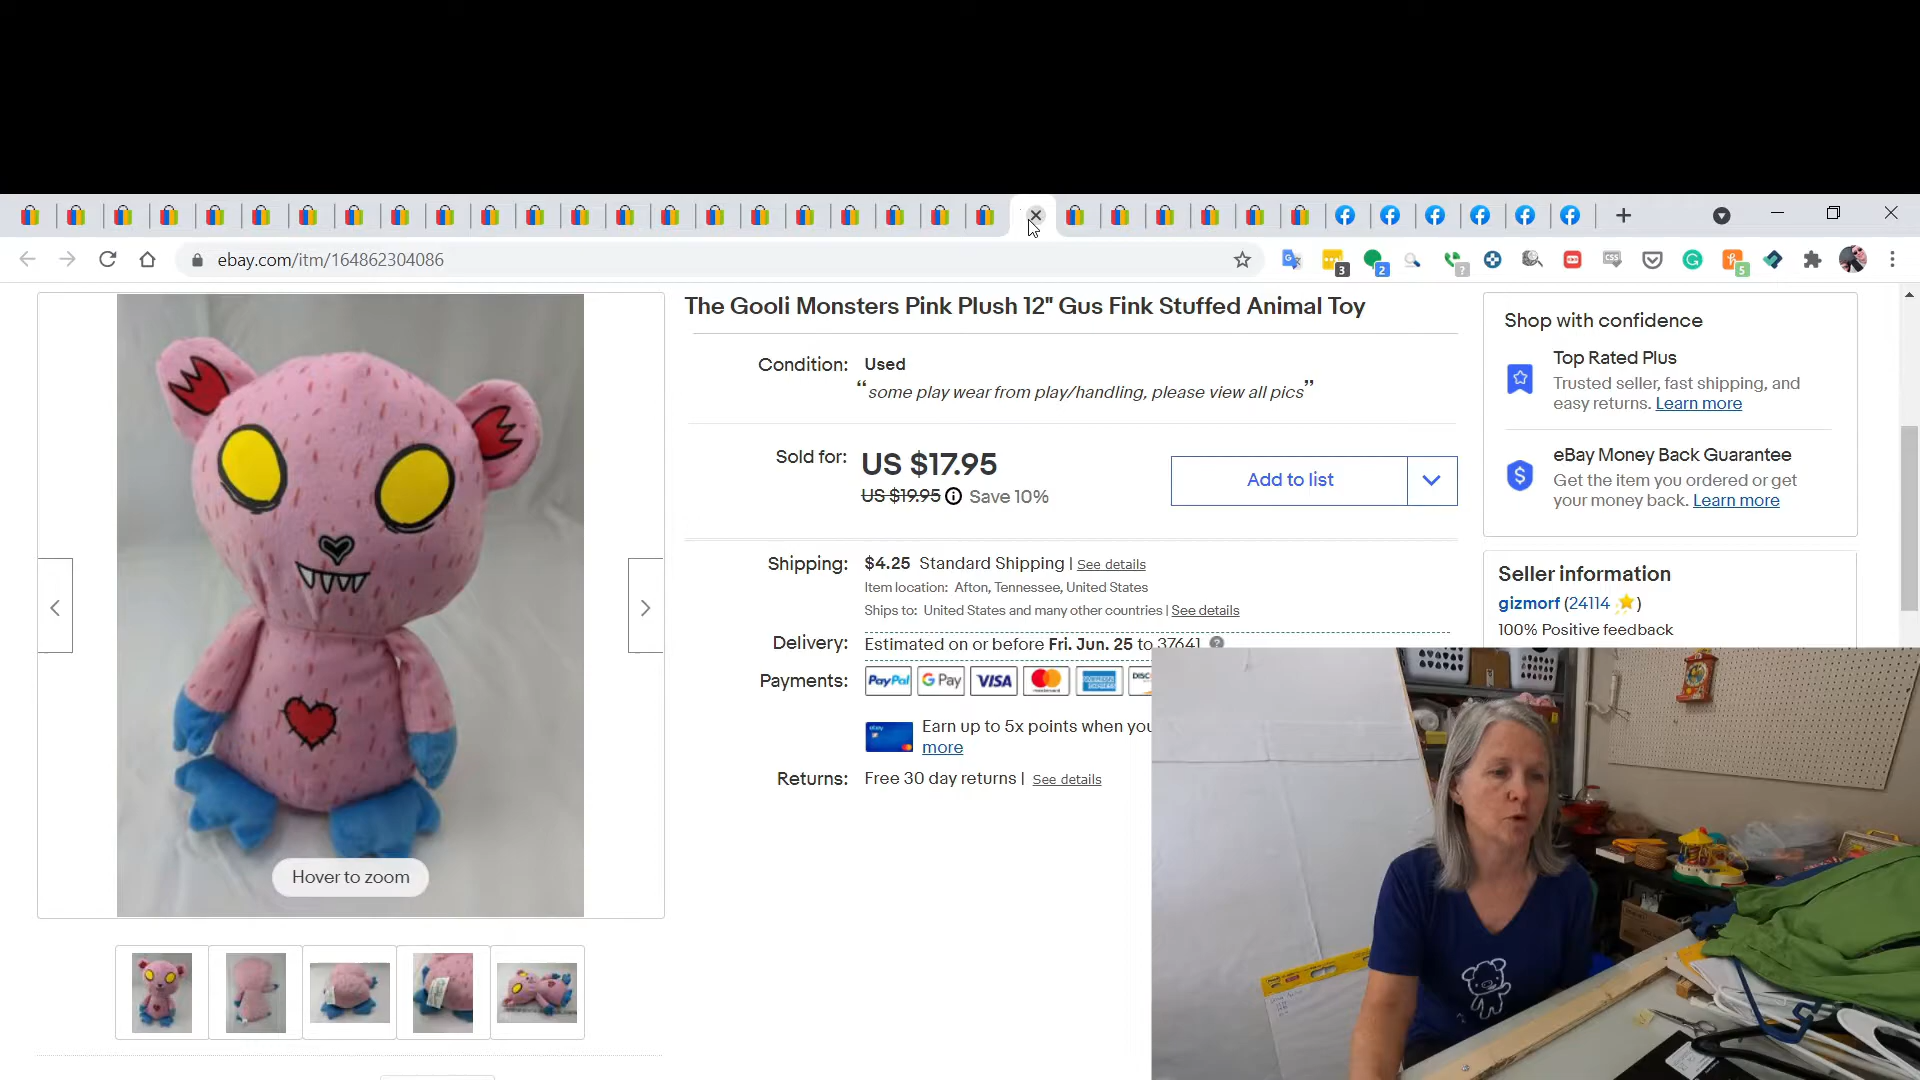 ebay.com/itm/164862304086
3
2
?
CSS
5
The Gooli Monsters Pink Plush 12" Gus Fink Stuffed Animal Toy
Condition: Used
“some play wear from play/handling, please view all pics”
Sold for: US $17.95
US $19.95 Save 10%
Add to list
Shipping: $4.25 Standard Shipping | See details
Item location: Afton, Tennessee, United States
Ships to: United States and many other countries | See details
Delivery: Estimated on or before Fri. Jun. 25 to 37641
Payments: PayPal G Pay VISA
Earn up to 5x points when you
more
Returns: Free 30 day returns | See details
Hover to zoom
Shop with confidence
Top Rated Plus
Trusted seller, fast shipping, and
easy returns. Learn more
eBay Money Back Guarantee
Get the item you ordered or get
your money back. Learn more
Seller information
gizmorf (24114)
100% Positive feedback